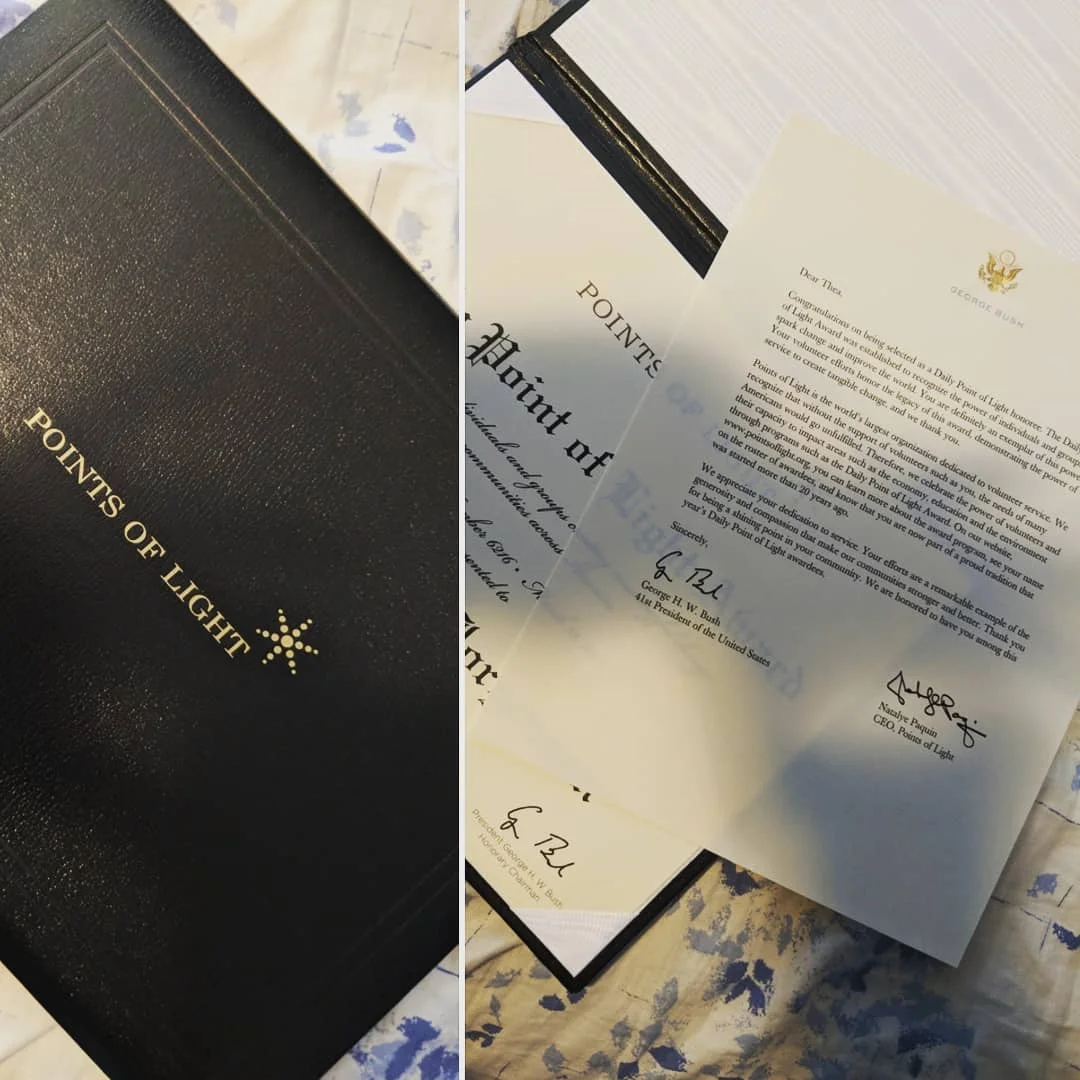 POINTS OF LIGHT
POINTS
OF
Point of
Light
ividuals and groups o
ommunities across
ber 6216 •
ented to
President George H. W. Bush
Honorary Chairman
GEORGE BUSH
Dear Thea,
Congratulations on being selected as a Daily Point of Light honoree. The Daily
of Light Award was established to recognize the power of individuals and group
spark change and improve the world. You are definitely an exemplar of this power
Your volunteer efforts honor the legacy of this award, demonstrating the power of
service to create tangible change, and we thank you.
Points of Light is the world's largest organization dedicated to volunteer service. We
recognize that without the support of volunteers such as you, the needs of many
Americans would go unfulfilled. Therefore, we celebrate the power of volunteers and
their capacity to impact areas such as the economy, education and the environment
through programs such as the Daily Point of Light Award. On our website,
www.pointsoflight.org, you can learn more about the award program, see your name
on the roster of awardees, and know that you are now part of a proud tradition that
was started more than 20 years ago.
We appreciate your dedication to service. Your efforts are a remarkable example of the
generosity and compassion that make our communities stronger and better. Thank you
for being a shining point in your community. We are honored to have you among this
year's Daily Point of Light awardees.
Sincerely,
George H. W. Bush
41st President of the United States
Natalye Paquin
CEO, Points of Light